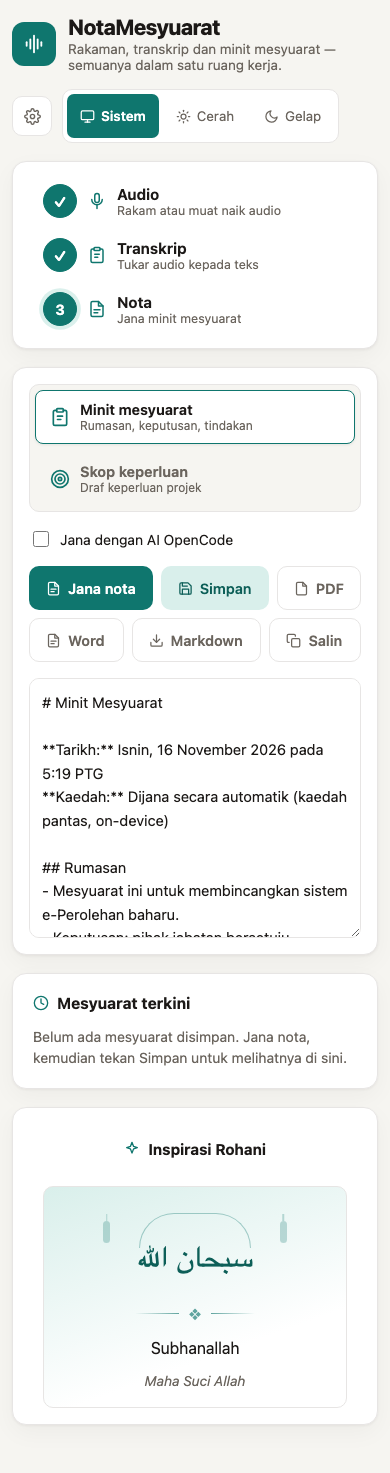 NotaMesyuarat
Rakaman, transkrip dan minit mesyuarat —
semuanya dalam satu ruang kerja.
Sistem
Cerah
Gelap
Audio
Rakam atau muat naik audio
Transkrip
Tukar audio kepada teks
3
Nota
Jana minit mesyuarat
Minit mesyuarat
Rumusan, keputusan, tindakan
Skop keperluan
Draf keperluan projek
Jana dengan AI OpenCode
Jana nota
Simpan
PDF
Word
Markdown
Salin
# Minit Mesyuarat
**Tarikh:** Isnin, 16 November 2026 pada
5:19 PTG
**Kaedah:** Dijana secara automatik (kaedah
pantas, on-device)
## Rumusan
- Mesyuarat ini untuk membincangkan sistem
e-Perolehan baharu.
- Keputusan: pihak jabatan bersetuju
Mesyuarat terkini
Belum ada mesyuarat disimpan. Jana nota,
kemudian tekan Simpan untuk melihatnya di sini.
Inspirasi Rohani
سبحان الله
Subhanallah
Maha Suci Allah